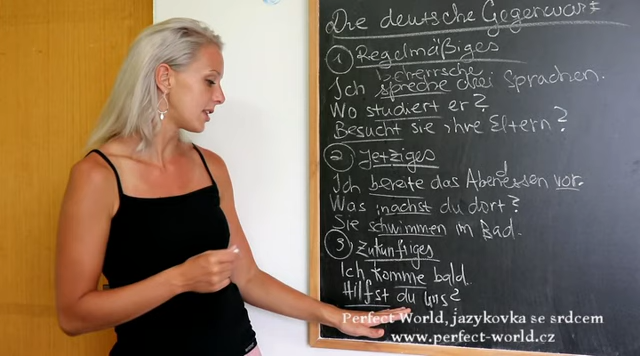 Die deutsche Gegenwart
① Regelmäßiges
beherrsche
Ich spreche drei Sprachen.
Wo studiert er?
Besucht sie ihre Eltern?
② Jetziges
Ich bereite das Abendessen vor.
Was machst du dort?
Sie schwimmen im Bad.
③ Zukünftiges
Ich komme bald.
Hilfst du uns?
Perfect World, jazykovka se srdcem
www.perfect-world.cz